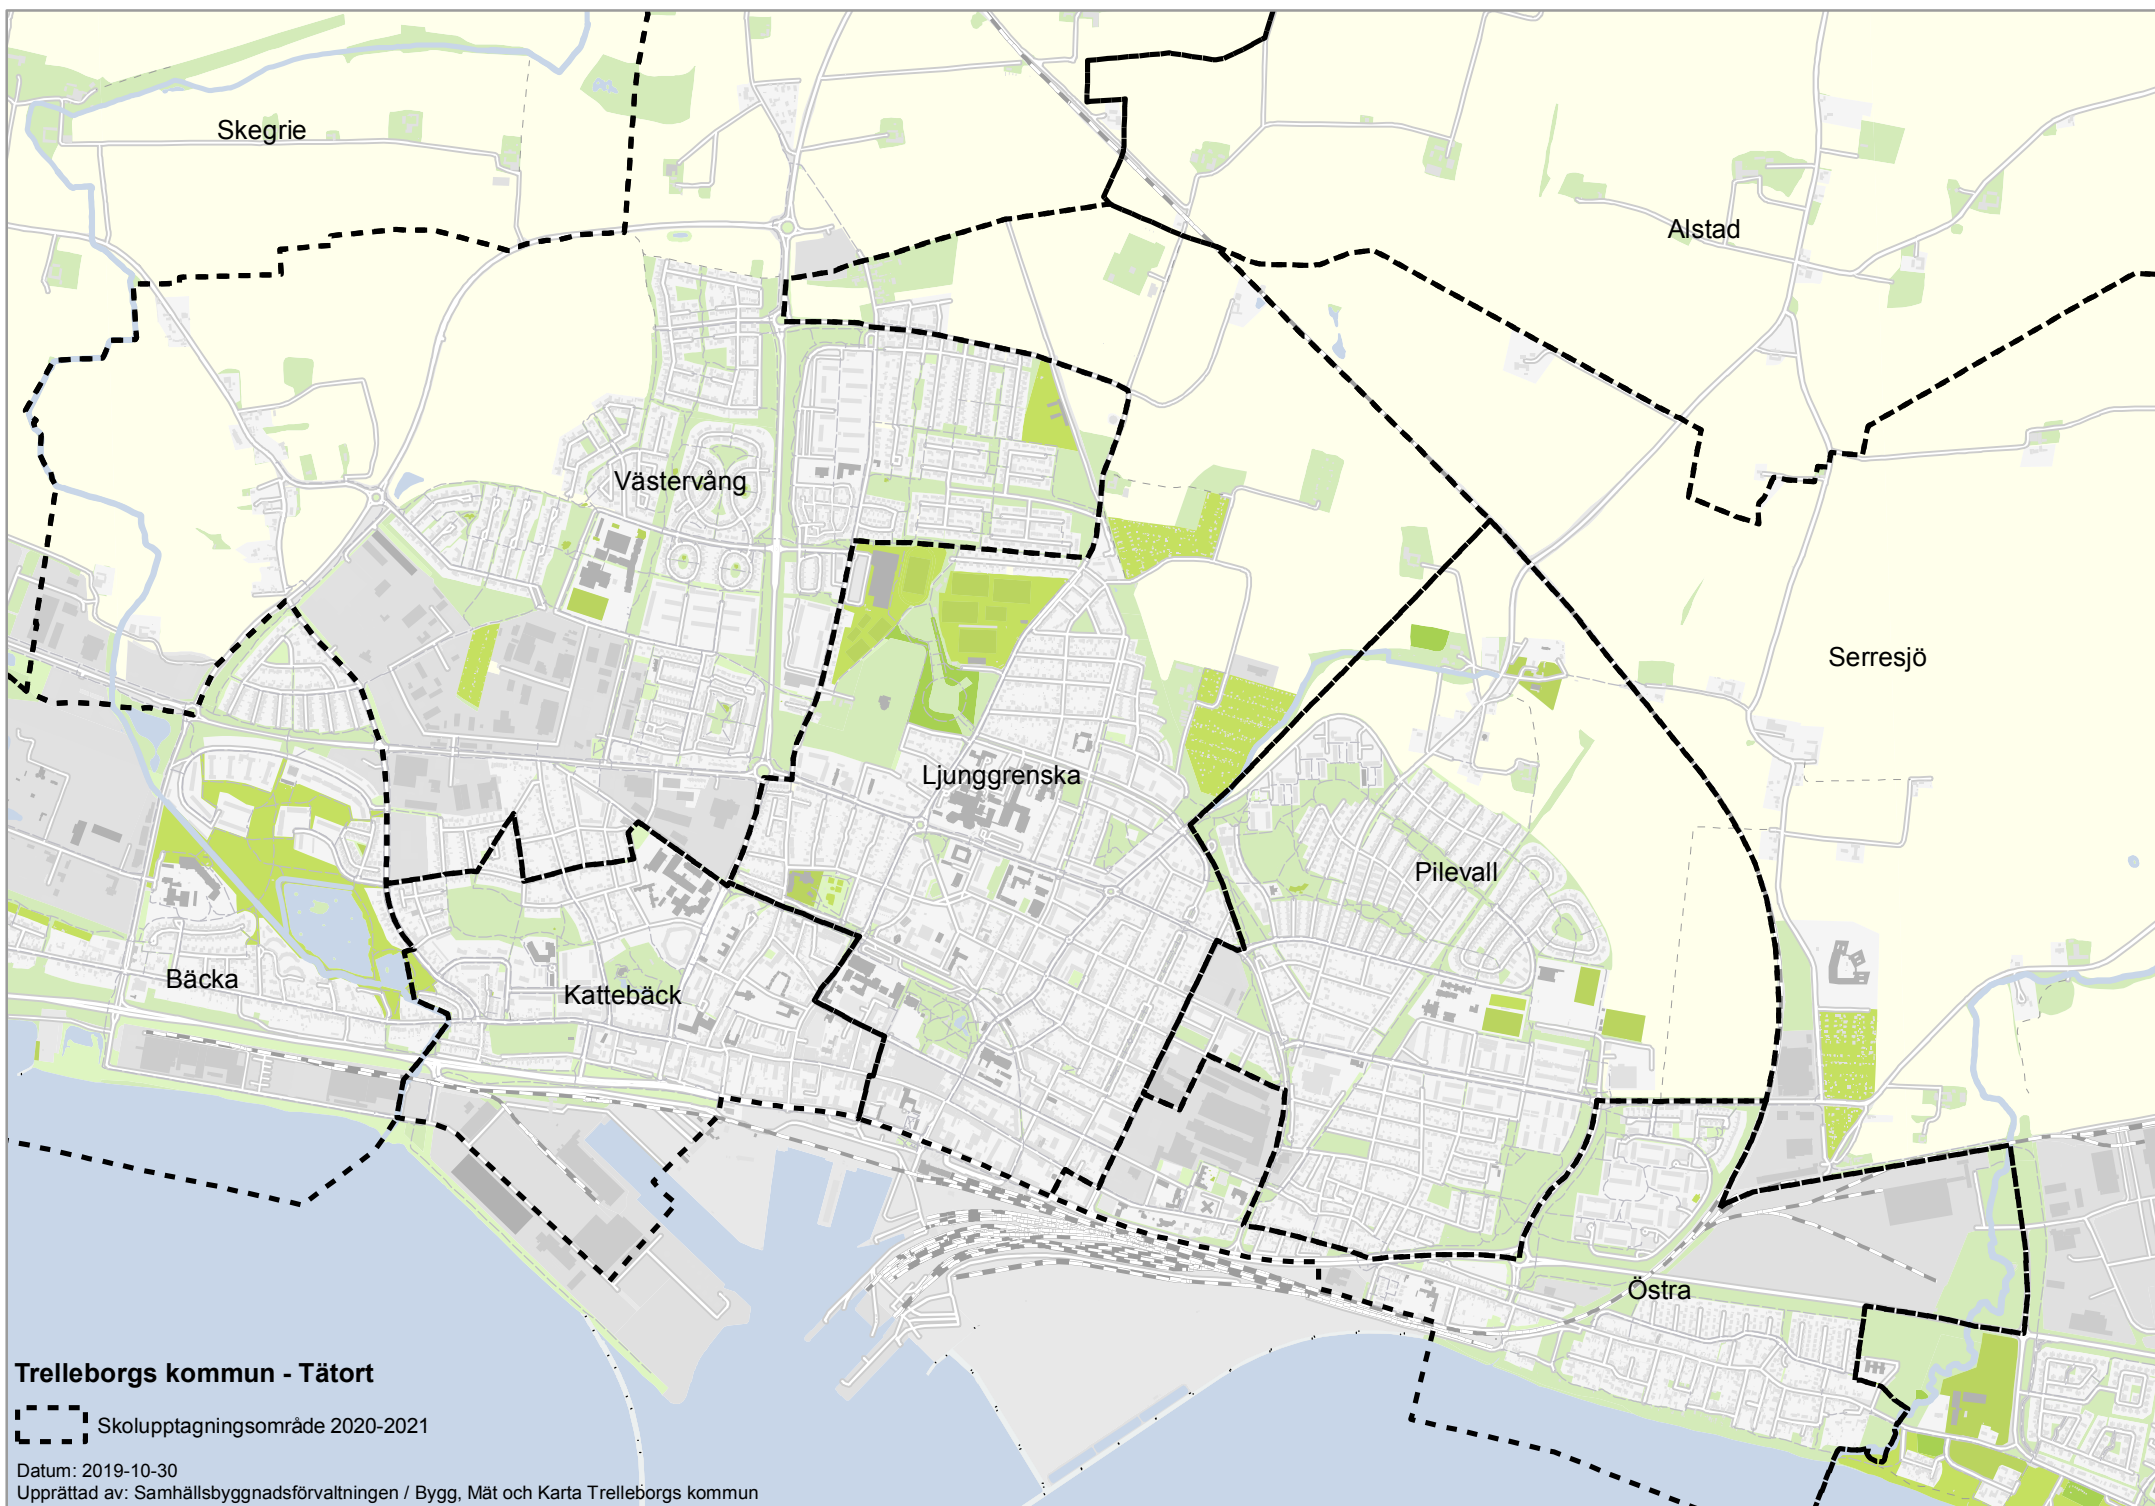 Skegrie
Alstad
Västervång
Serresjö
Ljunggrenska
Pilevall
Bäcka
Kattebäck
Östra
Trelleborgs kommun - Tätort
Skolupptagningsområde 2020-2021
Datum: 2019-10-30
Upprättad av: Samhällsbyggnadsförvaltningen / Bygg, Mät och Karta Trelleborgs kommun